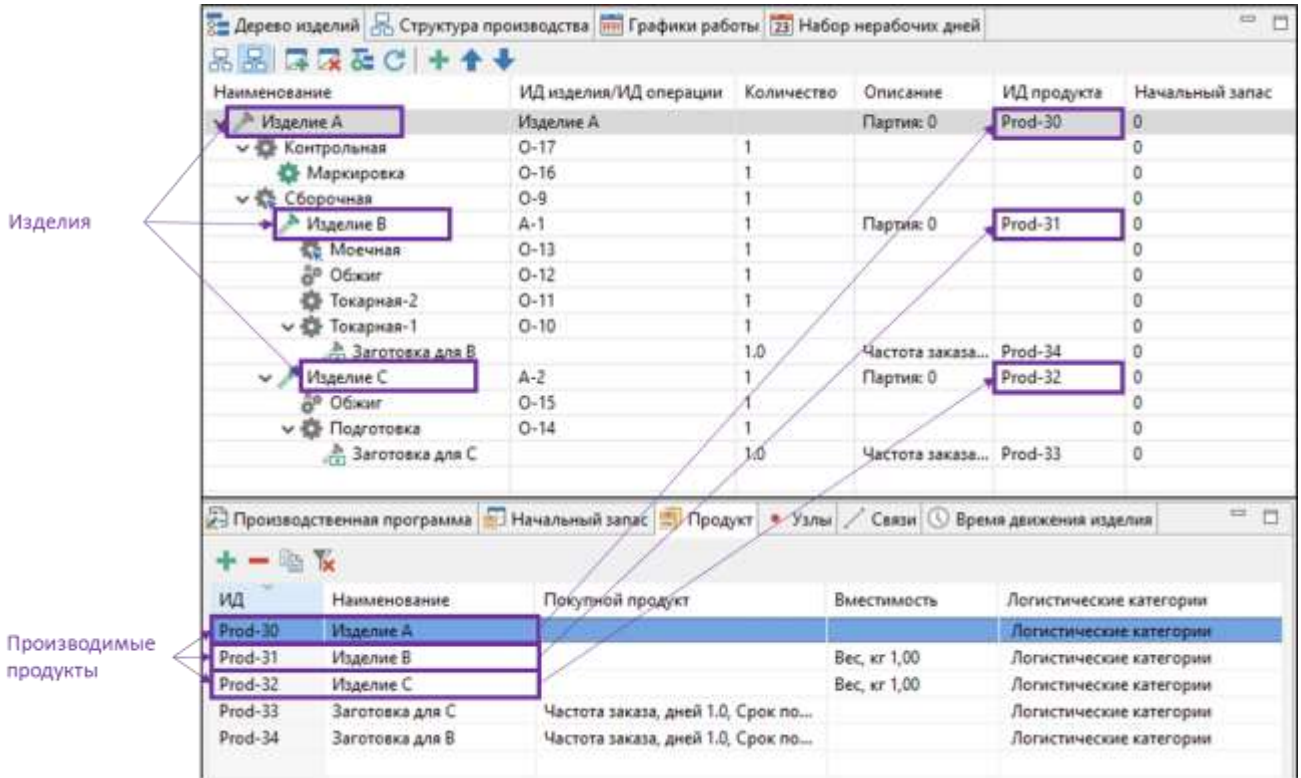 Дерево изделий Структура производства Графики работы 23 Набор нерабочих дней
Наименование ИД изделия/ИД операции Количество Описание ИД продукта Начальный запас
Изделие А Изделие А Партия: 0 Prod-30 0
Контрольная О-17 1 0
Маркировка О-16 1 0
Сборочная О-9 1 0
Изделия
Изделие В А-1 1 Партия: 0 Prod-31 0
Моечная О-13 1 0
Обжиг О-12 1 0
Токарная-2 О-11 1 0
Токарная-1 О-10 1 0
Заготовка для В 1.0 Частота заказа... Prod-34 0
Изделие С А-2 1 Партия: 0 Prod-32 0
Обжиг О-15 1 0
Подготовка О-14 1 0
Заготовка для С 1.0 Частота заказа... Prod-33 0
Производственная программа Начальный запас Продукт Узлы Связи Время движения изделия
ИД Наименование Покупной продукт Вместимость Логистические категории
Производимые
продукты
Prod-30 Изделие А Логистические категории
Prod-31 Изделие В Вес, кг 1,00 Логистические категории
Prod-32 Изделие С Вес, кг 1,00 Логистические категории
Prod-33 Заготовка для С Частота заказа, дней 1.0, Срок по... Логистические категории
Prod-34 Заготовка для В Частота заказа, дней 1.0, Срок по... Логистические категории